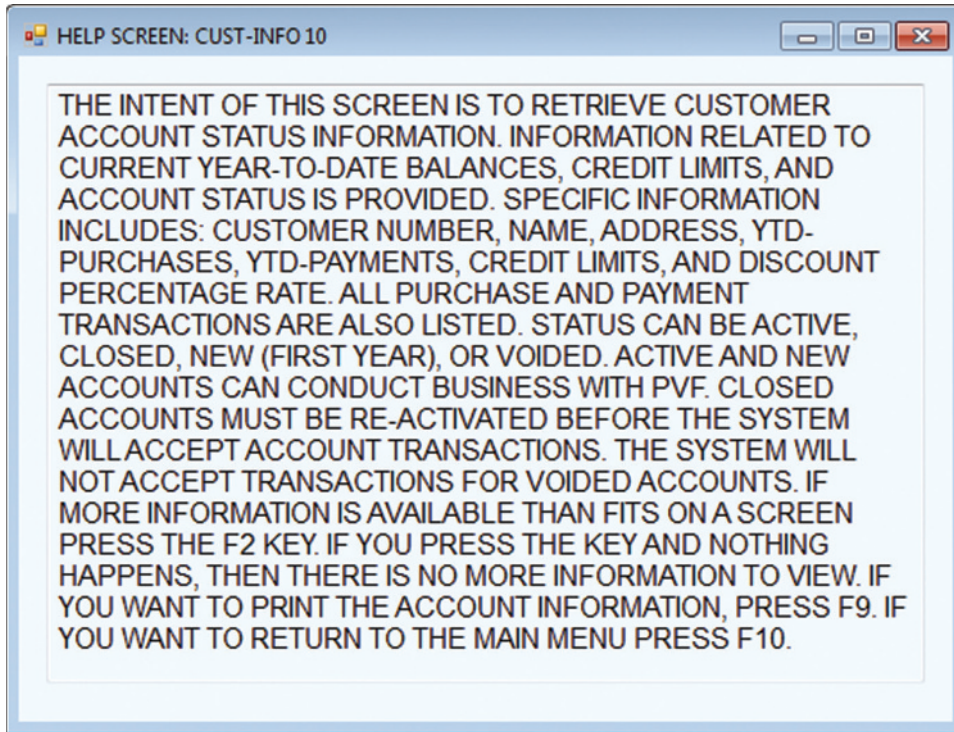 HELP SCREEN: CUST-INFO 10
THE INTENT OF THIS SCREEN IS TO RETRIEVE CUSTOMER
ACCOUNT STATUS INFORMATION. INFORMATION RELATED TO
CURRENT YEAR-TO-DATE BALANCES, CREDIT LIMITS, AND
ACCOUNT STATUS IS PROVIDED. SPECIFIC INFORMATION
INCLUDES: CUSTOMER NUMBER, NAME, ADDRESS, YTD-
PURCHASES, YTD-PAYMENTS, CREDIT LIMITS, AND DISCOUNT
PERCENTAGE RATE. ALL PURCHASE AND PAYMENT
TRANSACTIONS ARE ALSO LISTED. STATUS CAN BE ACTIVE,
CLOSED, NEW (FIRST YEAR), OR VOIDED. ACTIVE AND NEW
ACCOUNTS CAN CONDUCT BUSINESS WITH PVF. CLOSED
ACCOUNTS MUST BE RE-ACTIVATED BEFORE THE SYSTEM
WILL ACCEPT ACCOUNT TRANSACTIONS. THE SYSTEM WILL
NOT ACCEPT TRANSACTIONS FOR VOIDED ACCOUNTS. IF
MORE INFORMATION IS AVAILABLE THAN FITS ON A SCREEN
PRESS THE F2 KEY. IF YOU PRESS THE KEY AND NOTHING
HAPPENS, THEN THERE IS NO MORE INFORMATION TO VIEW. IF
YOU WANT TO PRINT THE ACCOUNT INFORMATION, PRESS F9. IF
YOU WANT TO RETURN TO THE MAIN MENU PRESS F10.